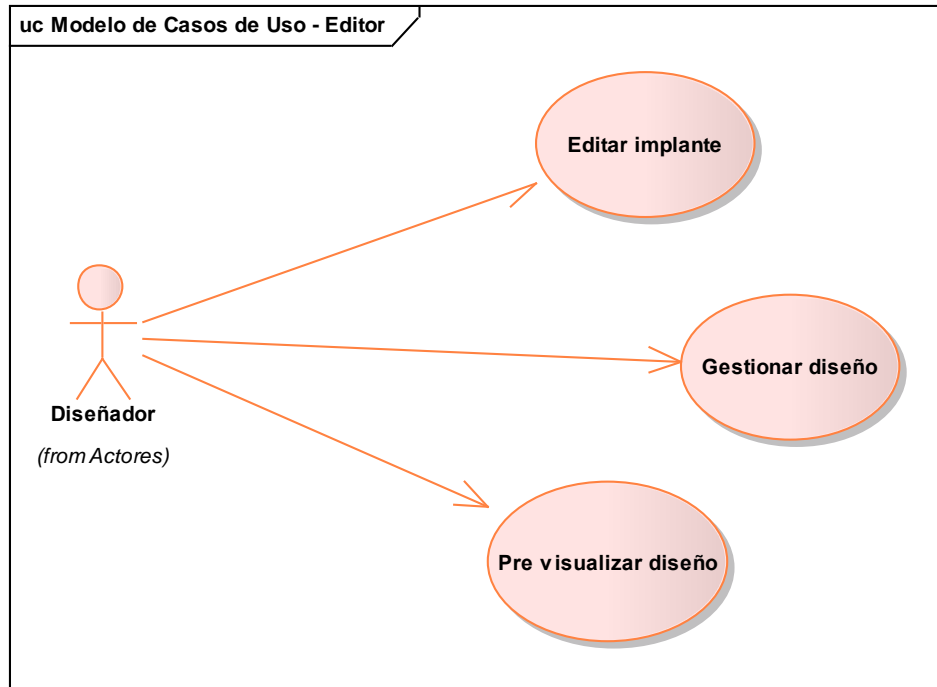 uc Modelo de Casos de Uso - Editor
Editar implante
Gestionar diseño
Diseñador
(from Actores)
Pre visualizar diseño